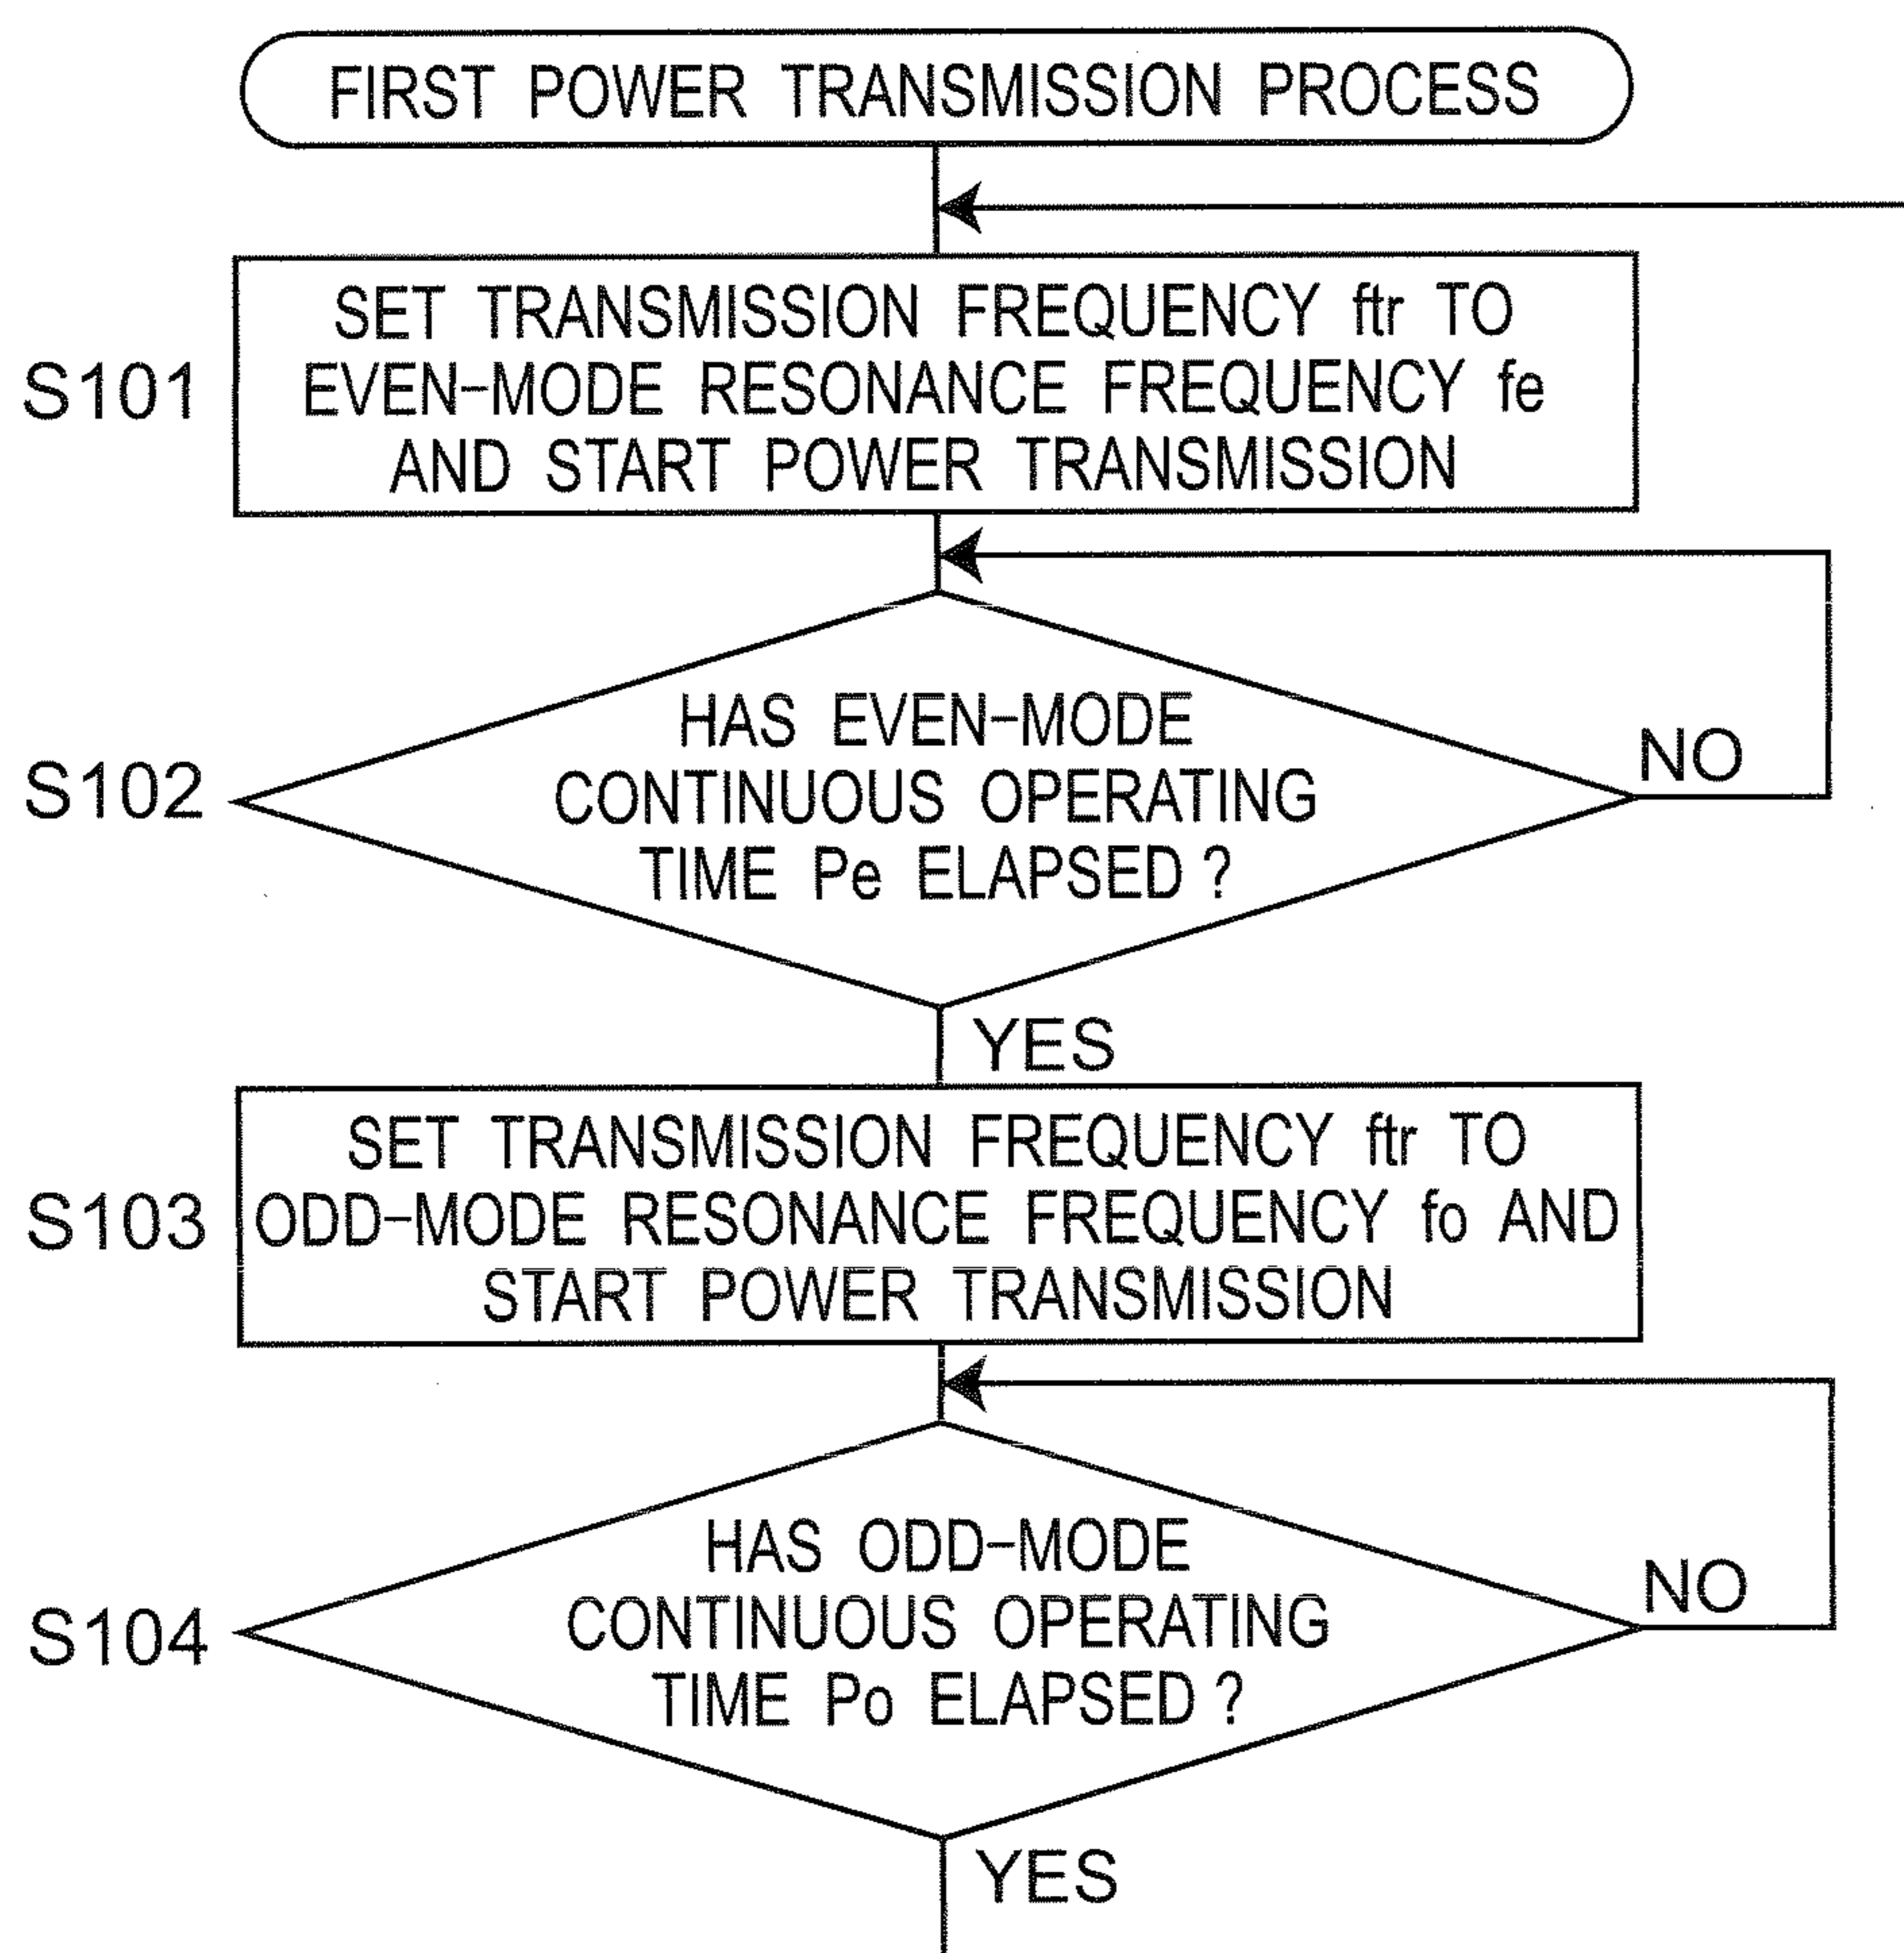 FIRST POWER TRANSMISSION PROCESS
SET TRANSMISSION FREQUENCY ftr TO
S101
EVEN-MODE RESONANCE FREQUENCY fe
AND START POWER TRANSMISSION
HAS EVEN-MODE
NO
S102
CONTINUOUS OPERATING
TIME Pe ELAPSED ?
YES
SET TRANSMISSION FREQUENCY ftr TO
S103
ODD-MODE RESONANCE FREQUENCY fo AND
START POWER TRANSMISSION
HAS ODD-MODE
NO
S104
CONTINUOUS OPERATING
TIME Po ELAPSED ?
YES